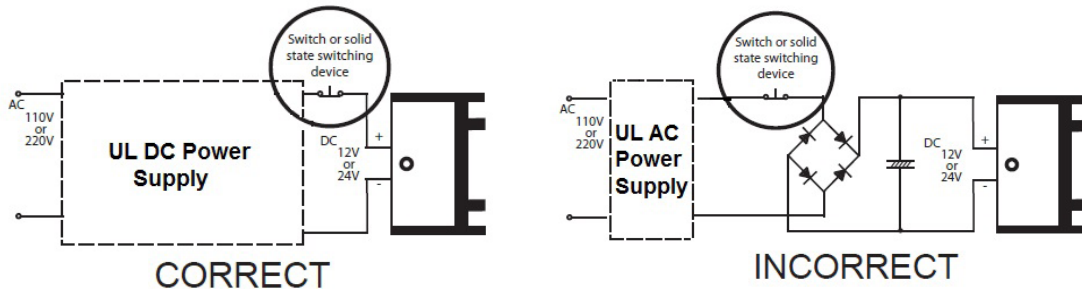 Switch or solid
state switching
device
AC
110V
or
220V
UL DC Power
Supply
+
DC
12V
or
24V
-
CORRECT
Switch or solid
state switching
device
AC
110V
or
220V
UL AC
Power
Supply
+
DC
12V
or
24V
-
INCORRECT